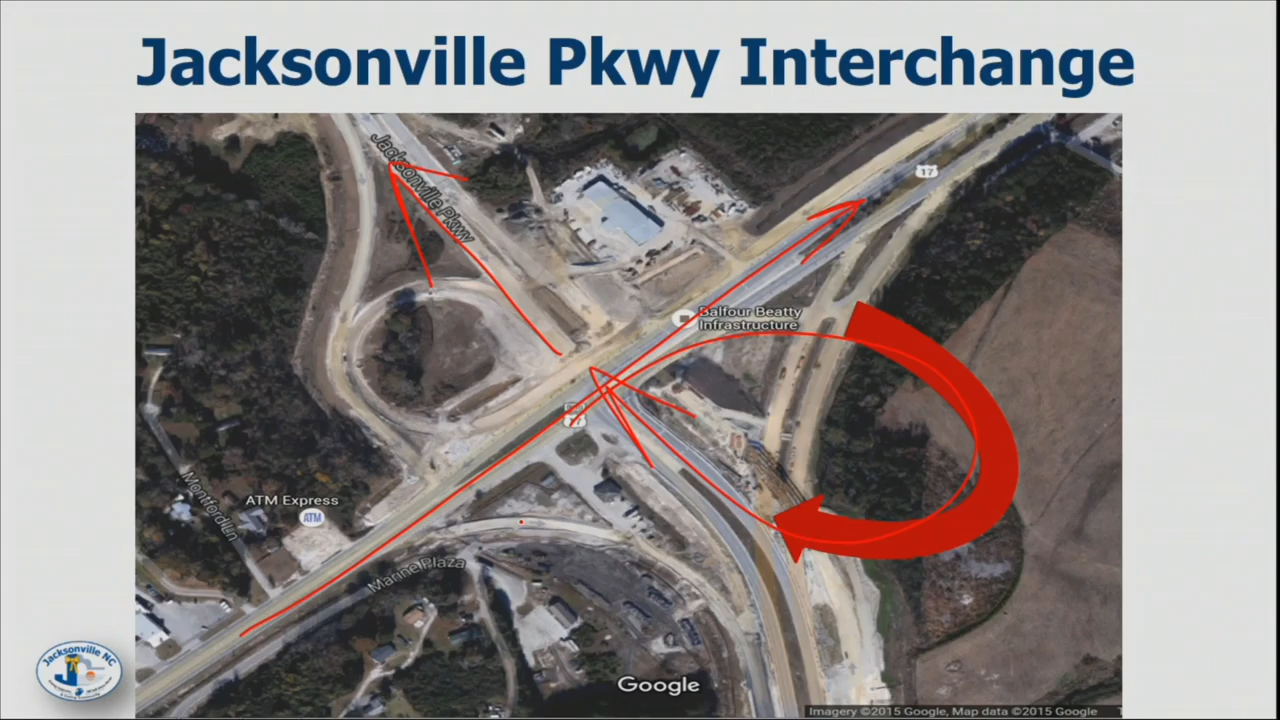 Jacksonville Pkwy Interchange
Jacksonville Pkwy
17
Balfour Beatty
Infrastructure
17
ATM Express
ATM
Montford Ln
Marine Plaza
Jacksonville NC
Google
Imagery ©2015 Google, Map data ©2015 Google